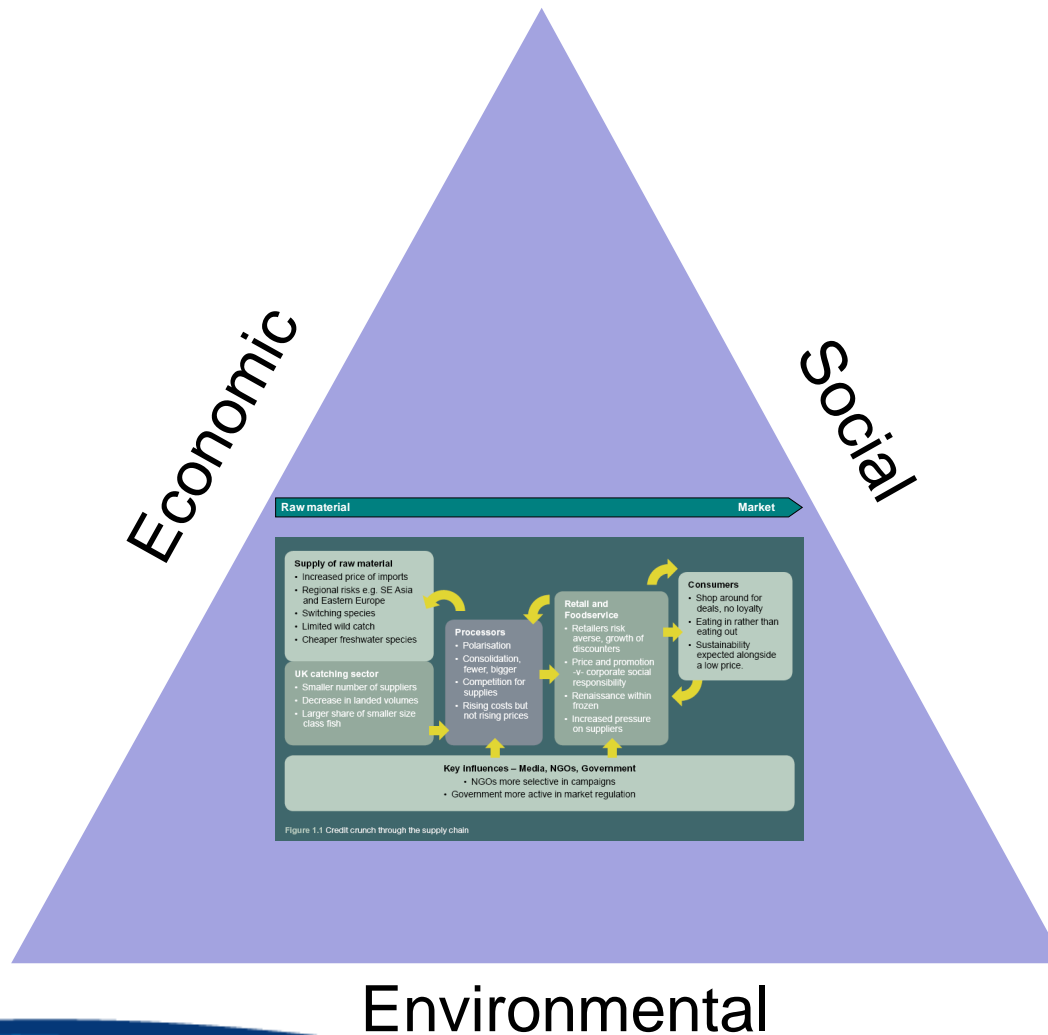 Economic
Social
Raw material
Market
Supply of raw material
• Increased price of imports
• Regional risks e.g. SE Asia
and Eastern Europe
• Switching species
• Limited wild catch
• Cheaper freshwater species
UK catching sector
• Smaller number of suppliers
• Decrease in landed volumes
• Larger share of smaller size
class fish
Processors
• Polarisation
• Consolidation,
fewer, bigger
• Competition for
supplies
• Rising costs but
not rising prices
Retail and
Foodservice
• Retailers risk
averse, growth of
discounters
• Price and promotion
-v- corporate social
responsibility
• Renaissance within
frozen
• Increased pressure
on suppliers
Consumers
• Shop around for
deals, no loyalty
• Eating in rather than
eating out
• Sustainability
expected alongside
a low price.
Key Influences – Media, NGOs, Government
• NGOs more selective in campaigns
• Government more active in market regulation
Figure 1.1 Credit crunch through the supply chain
Environmental